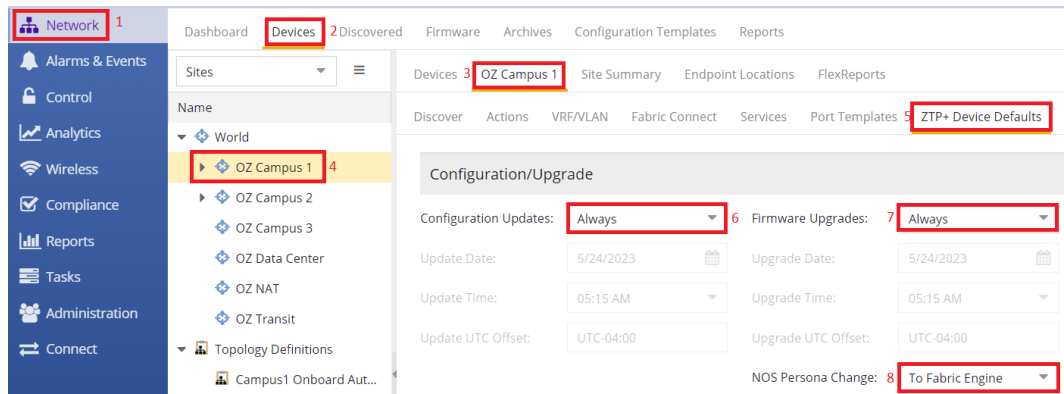 Network 1
Alarms & Events
Control
Analytics
Wireless
Compliance
Reports
Tasks
Administration
Connect
Dashboard Devices 2 Discovered Firmware Archives Configuration Templates Reports
Sites
Name
World
OZ Campus 1 4
OZ Campus 2
OZ Campus 3
OZ Data Center
OZ NAT
OZ Transit
Topology Definitions
Campus1 Onboard Aut...
Devices 3 OZ Campus 1 Site Summary Endpoint Locations FlexReports
Discover Actions VRF/VLAN Fabric Connect Services Port Templates 5 ZTP+ Device Defaults
Configuration/Upgrade
Configuration Updates: Always 6 Firmware Upgrades: 7 Always
Update Date: 5/24/2023 Upgrade Date: 5/24/2023
Update Time: 05:15 AM Upgrade Time: 05:15 AM
Update UTC Offset: UTC-04:00 Upgrade UTC Offset: UTC-04:00
NOS Persona Change: 8 To Fabric Engine